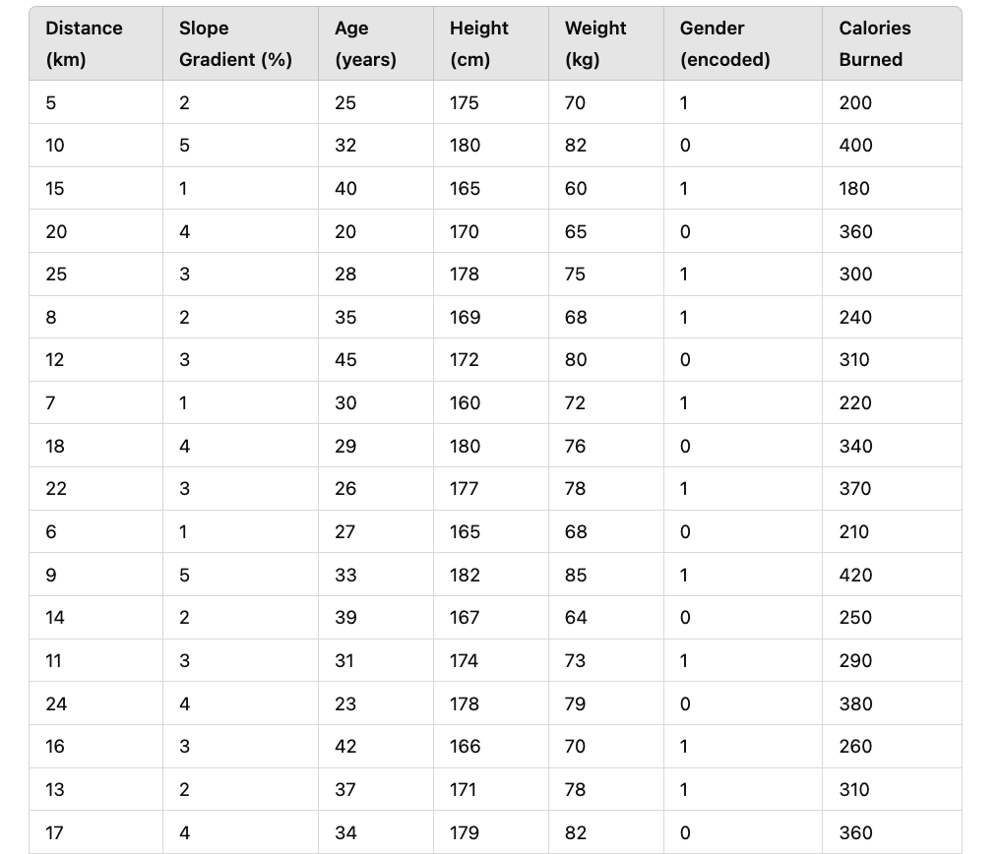 Distance (km) Slope Gradient (%) Age (years) Height (cm) Weight (kg) Gender (encoded) Calories Burned
5 2 25 175 70 1 200
10 5 32 180 82 0 400
15 1 40 165 60 1 180
20 4 20 170 65 0 360
25 3 28 178 75 1 300
8 2 35 169 68 1 240
12 3 45 172 80 0 310
7 1 30 160 72 1 220
18 4 29 180 76 0 340
22 3 26 177 78 1 370
6 1 27 165 68 0 210
9 5 33 182 85 1 420
14 2 39 167 64 0 250
11 3 31 174 73 1 290
24 4 23 178 79 0 380
16 3 42 166 70 1 260
13 2 37 171 78 1 310
17 4 34 179 82 0 360